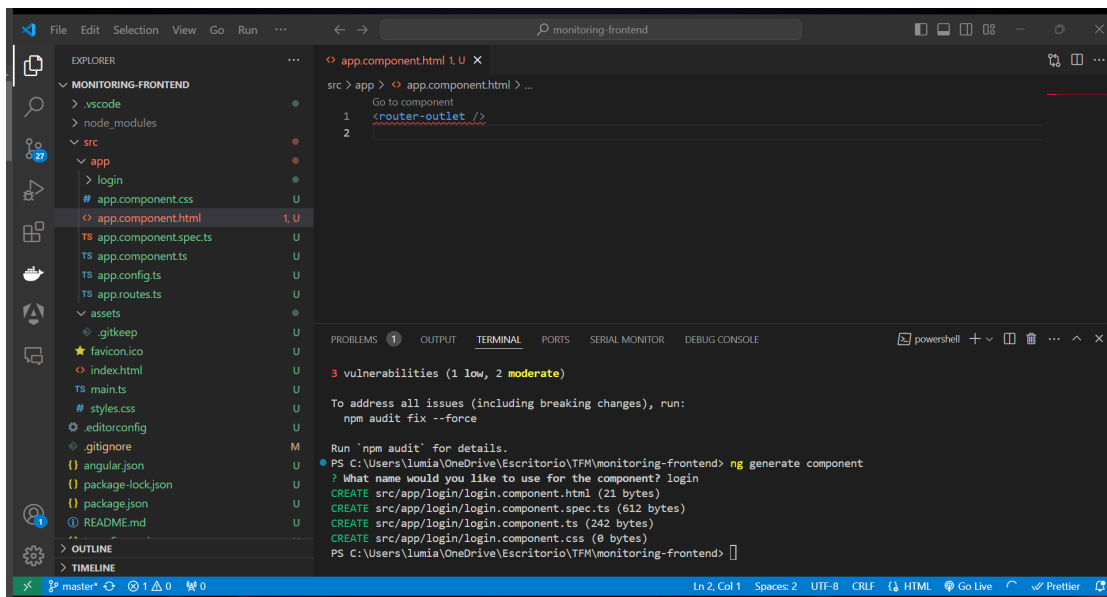 File Edit Selection View Go Run ···
monitoring-frontend
EXPLORER
MONITORING-FRONTEND
.vscode
node_modules
src
app
login
# app.component.css U
<> app.component.html 1, U
TS app.component.spec.ts U
TS app.component.ts U
TS app.config.ts U
TS app.routes.ts U
assets
.gitkeep U
favicon.ico U
<> index.html U
TS main.ts U
# styles.css U
.editorconfig U
.gitignore M
{} angular.json U
{} package-lock.json U
{} package.json U
README.md U
OUTLINE
TIMELINE
27
1
<> app.component.html 1, U
src > app > <> app.component.html > ...
Go to component
1 <router-outlet />
2
PROBLEMS 1 OUTPUT TERMINAL PORTS SERIAL MONITOR DEBUG CONSOLE powershell
3 vulnerabilities (1 low, 2 moderate)
To address all issues (including breaking changes), run:
npm audit fix --force
Run `npm audit` for details.
PS C:\Users\lumia\OneDrive\Escritorio\TFM\monitoring-frontend> ng generate component
? What name would you like to use for the component? login
CREATE src/app/login/login.component.html (21 bytes)
CREATE src/app/login/login.component.spec.ts (612 bytes)
CREATE src/app/login/login.component.ts (242 bytes)
CREATE src/app/login/login.component.css (0 bytes)
PS C:\Users\lumia\OneDrive\Escritorio\TFM\monitoring-frontend>
master* 1 0 0 Ln 2, Col 1 Spaces: 2 UTF-8 CRLF HTML Go Live Prettier